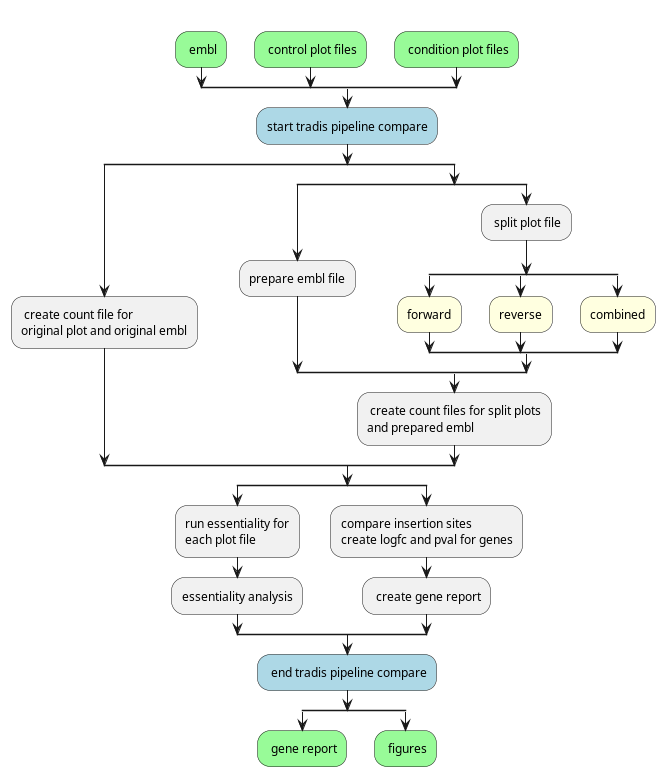 embl
control plot files
condition plot files
start tradis pipeline compare
split plot file
prepare embl file
create count file for
original plot and original embl
forward
reverse
combined
create count files for split plots
and prepared embl
run essentiality for
each plot file
compare insertion sites
create logfc and pval for genes
essentiality analysis
create gene report
end tradis pipeline compare
gene report
figures